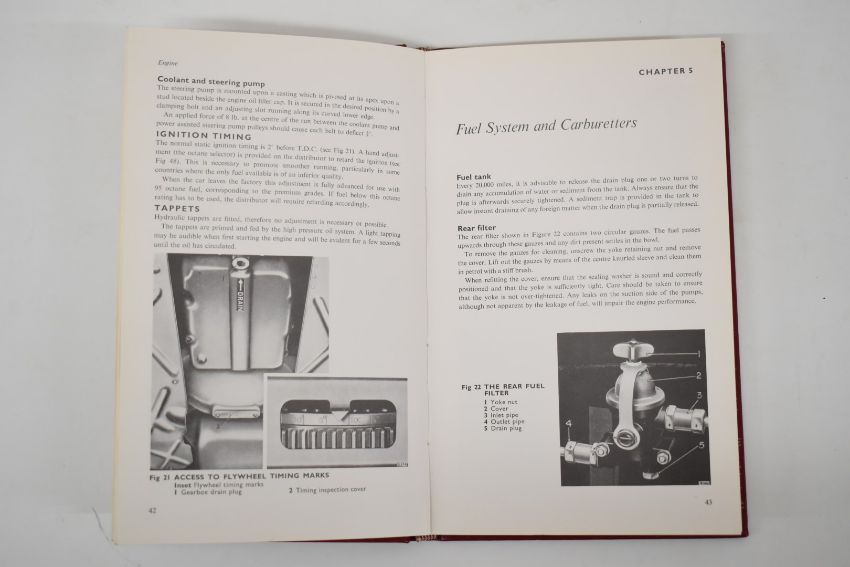 Engine
Coolant and steering pump
The steering pump is mounted upon a casting which is pivoted at its apex upon a
stud located beside the engine oil filler cap. It is secured in the desired position by a
clamping bolt and an adjusting slot running along its curved lower edge.
An applied force of 8 lb. at the centre of the run between the coolant pump and
power assisted steering pump pulleys should cause each belt to deflect
IGNITION TIMING
The normal static ignition timing is 2° before T.D.C. (see Fig 21). A hand adjust-
ment (the octane selector) is provided on the distributor to retard the ignition (see
Fig 48). This is necessary to promote smoother running, particularly in some
countries where the only fuel available is of an inferior quality.
When the car leaves the factory this adjustment is fully advanced for use with
95 octane fuel, corresponding to the premium grades. If fuel below this octane
rating has to be used, the distributor will require retarding accordingly.
TAPPETS
Hydraulic tappets are fitted, therefore no adjustment is necessary or possible.
The tappets are primed and fed by the high pressure oil system. A light tapping
may be audible when first starting the engine and will be evident for a few seconds
until the oil has circulated.
DRAIN
Fig 21 ACCESS TO FLYWHEEL TIMING MARKS
Inset Flywheel timing marks
1 Gearbox drain plug
2 Timing inspection cover
42
CHAPTER 5
Fuel System and Carburetters
Fuel tank
Every 20,000 miles, it is advisable to release the drain plug one or two turns to
drain any accumulation of water or sediment from the tank. Always ensure that the
plug is afterwards securely tightened. A sediment trap is provided in the tank to
allow instant draining of any foreign matter when the drain plug is partially released.
Rear filter
The rear filter shown in Figure 22 contains two circular gauzes. The fuel passes
upwards through these gauzes and any dirt present settles in the bowl.
To remove the gauzes for cleaning, unscrew the yoke retaining nut and remove
the cover. Lift out the gauzes by means of the centre knurled sleeve and clean them
in petrol with a stiff brush.
When refitting the cover, ensure that the sealing washer is sound and correctly
positioned and that the yoke is sufficiently tight. Care should be taken to ensure
that the yoke is not over-tightened. Any leaks on the suction side of the pumps,
although not apparent by the leakage of fuel, will impair the engine performance.
Fig 22 THE REAR FUEL
FILTER
1 Yoke nut
2 Cover
3 Inlet pipe
4 Outlet pipe
5 Drain plug
1
2
3
4
5
43